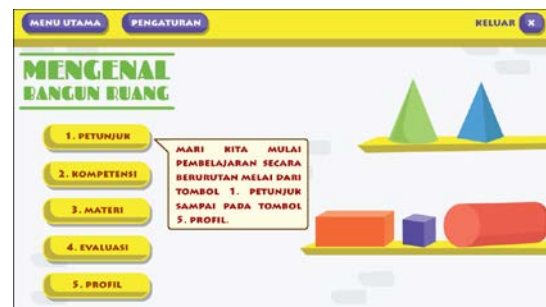 MENU UTAMA
PENGATURAN
KELUAR X
MENGENAL
BANGUN RUANG
1. PETUNJUK
2. KOMPETENSI
3. MATERI
4. EVALUASI
5. PROFIL
MARI KITA MULAI
PEMBELAJARAN SECARA
BERURUTAN MELAI DARI
TOMBOL 1. PETUNJUK
SAMPAI PADA TOMBOL
5. PROFIL.